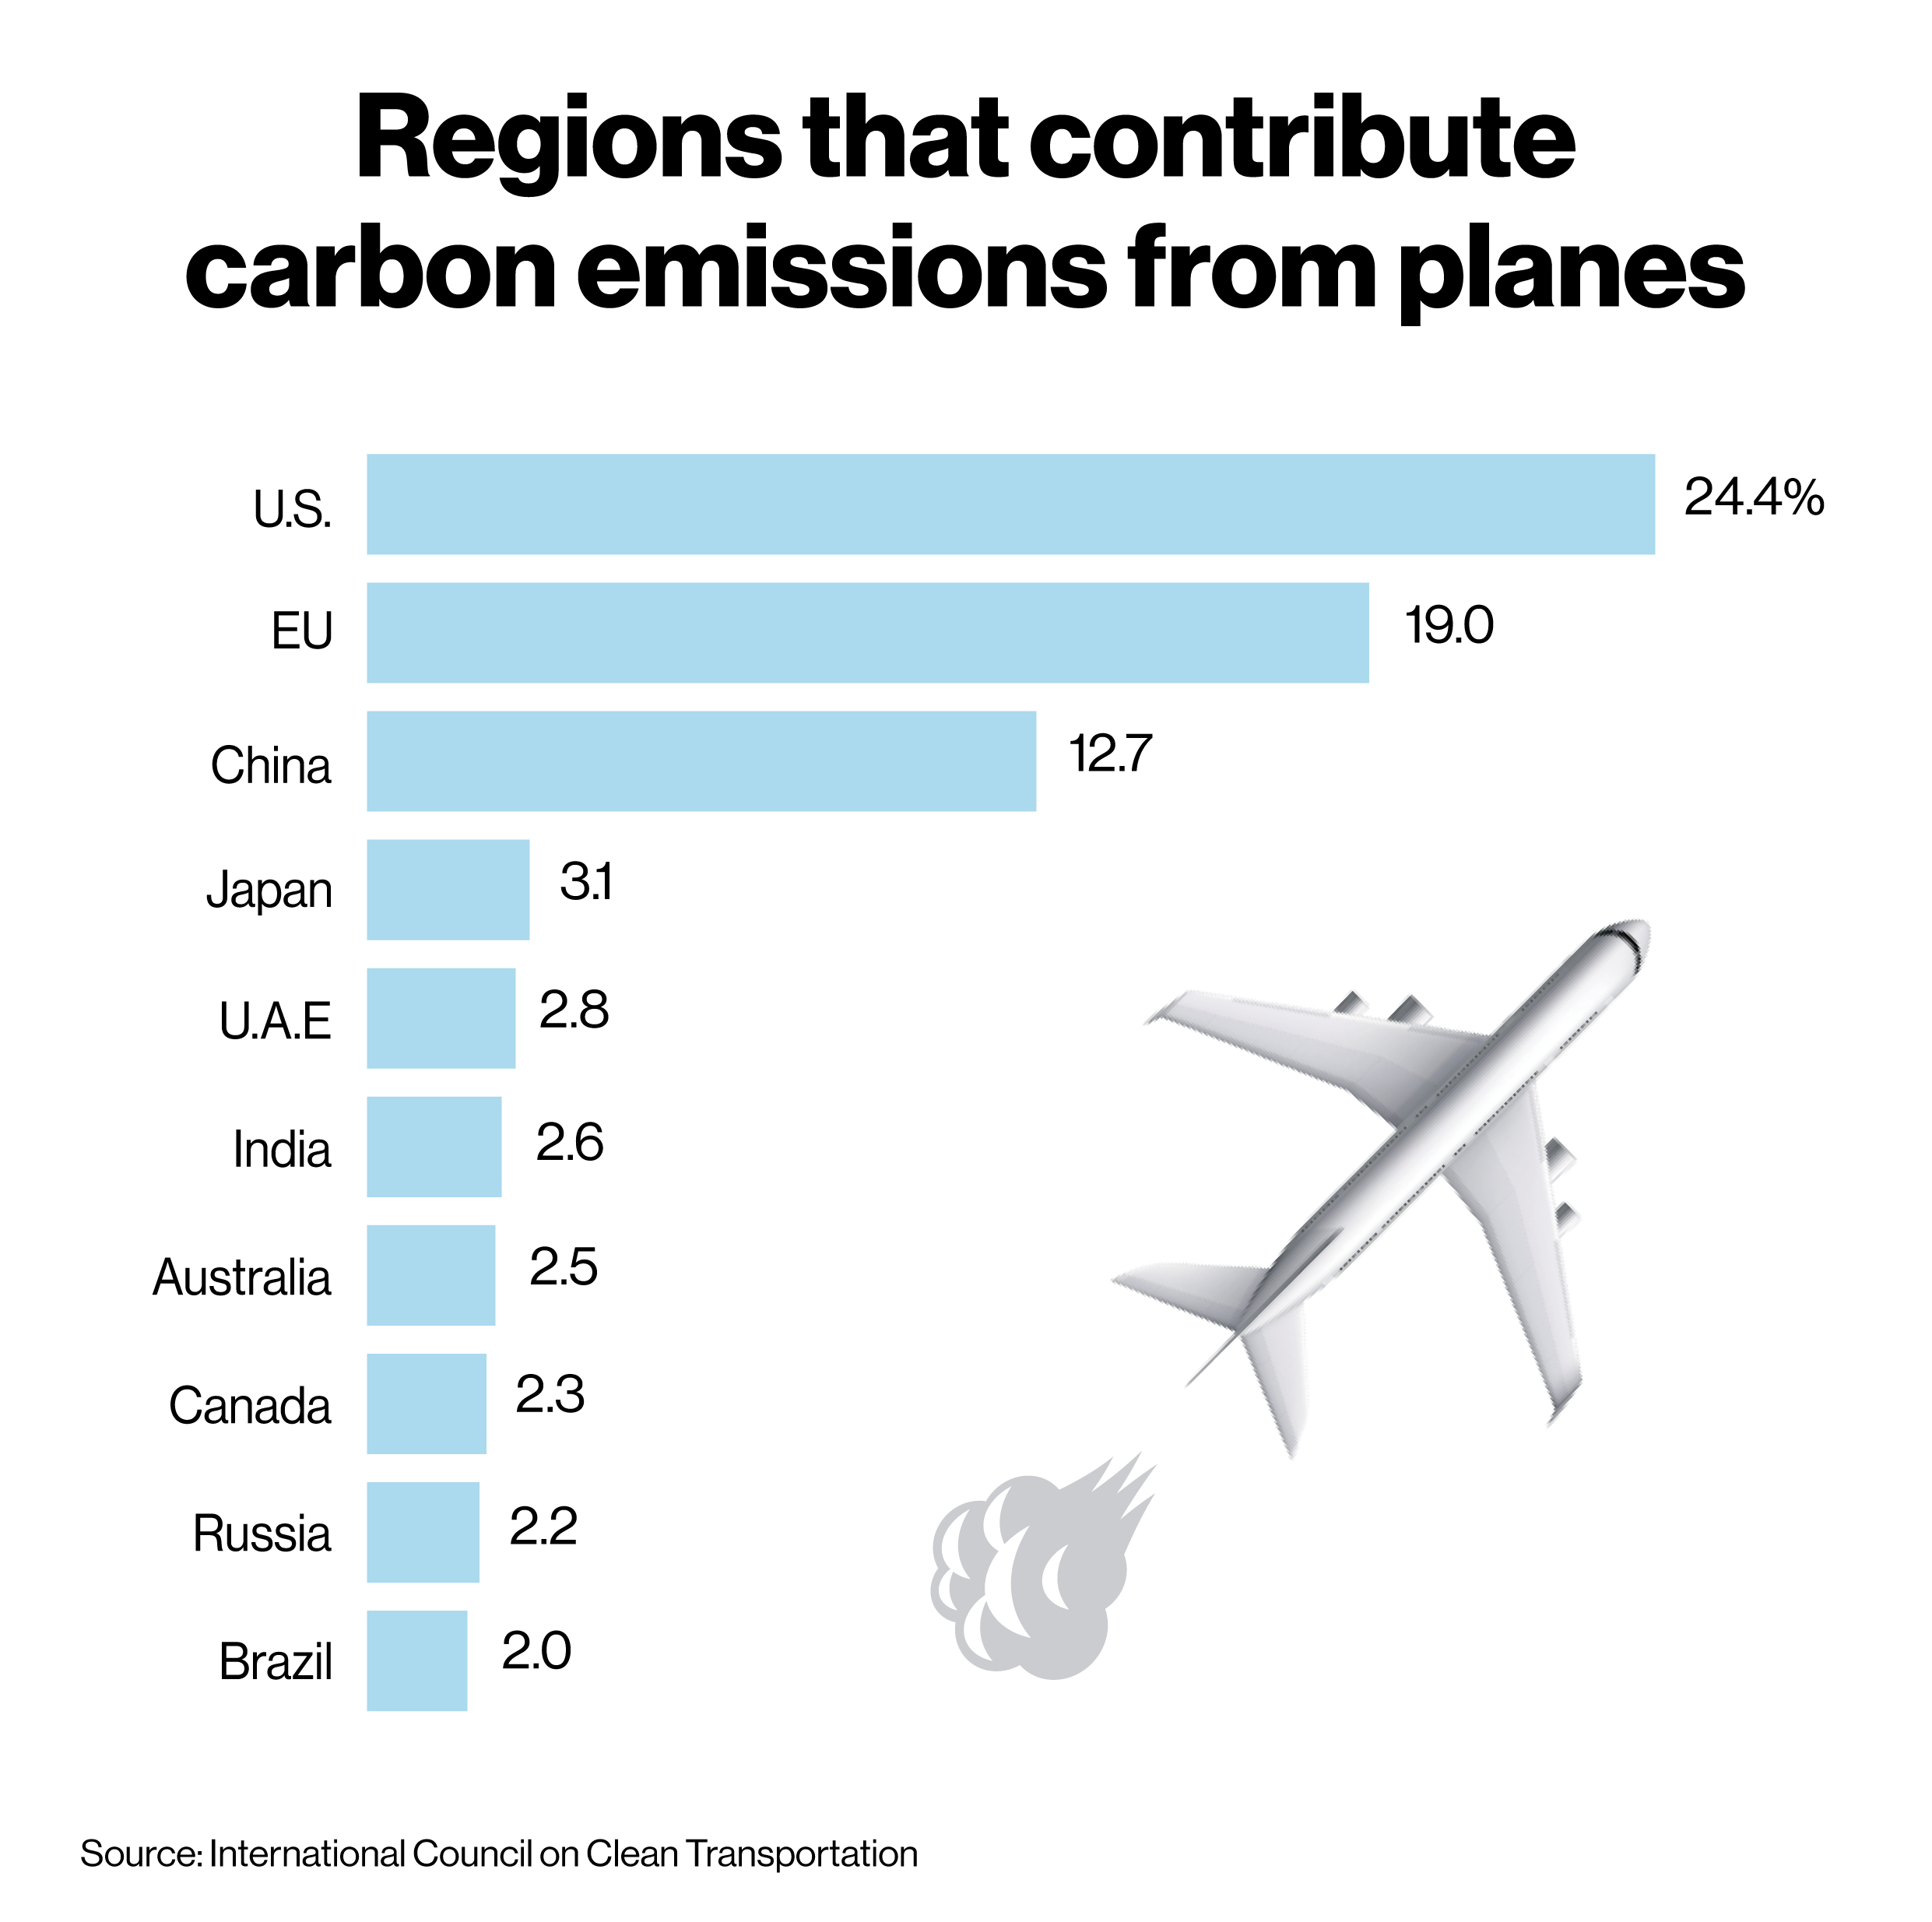 Regions that contribute
carbon emissions from planes
U.S. 24.4%
EU 19.0
China 12.7
Japan 3.1
U.A.E 2.8
India 2.6
Australia 2.5
Canada 2.3
Russia 2.2
Brazil 2.0
Source: International Council on Clean Transportation